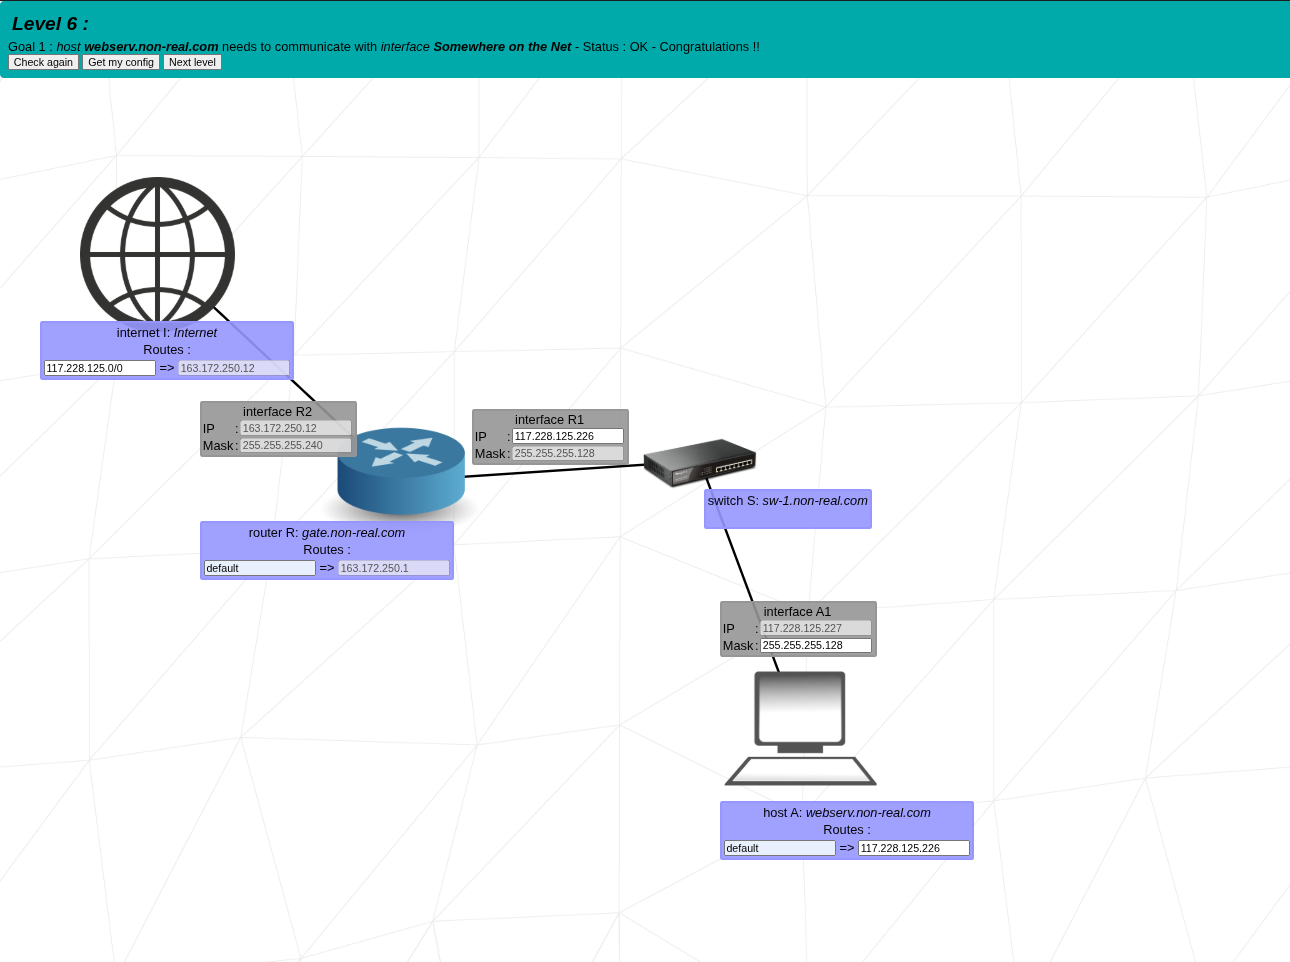 Level 6 :
Goal 1 : host webserv.non-real.com needs to communicate with interface Somewhere on the Net - Status : OK - Congratulations !!
Check again Get my config Next level
internet I: Internet
Routes :
117.228.125.0/0 => 163.172.250.12
interface R2
IP : 163.172.250.12
Mask : 255.255.255.240
interface R1
IP : 117.228.125.226
Mask : 255.255.255.128
switch S: sw-1.non-real.com
router R: gate.non-real.com
Routes :
default => 163.172.250.1
interface A1
IP : 117.228.125.227
Mask : 255.255.255.128
host A: webserv.non-real.com
Routes :
default => 117.228.125.226